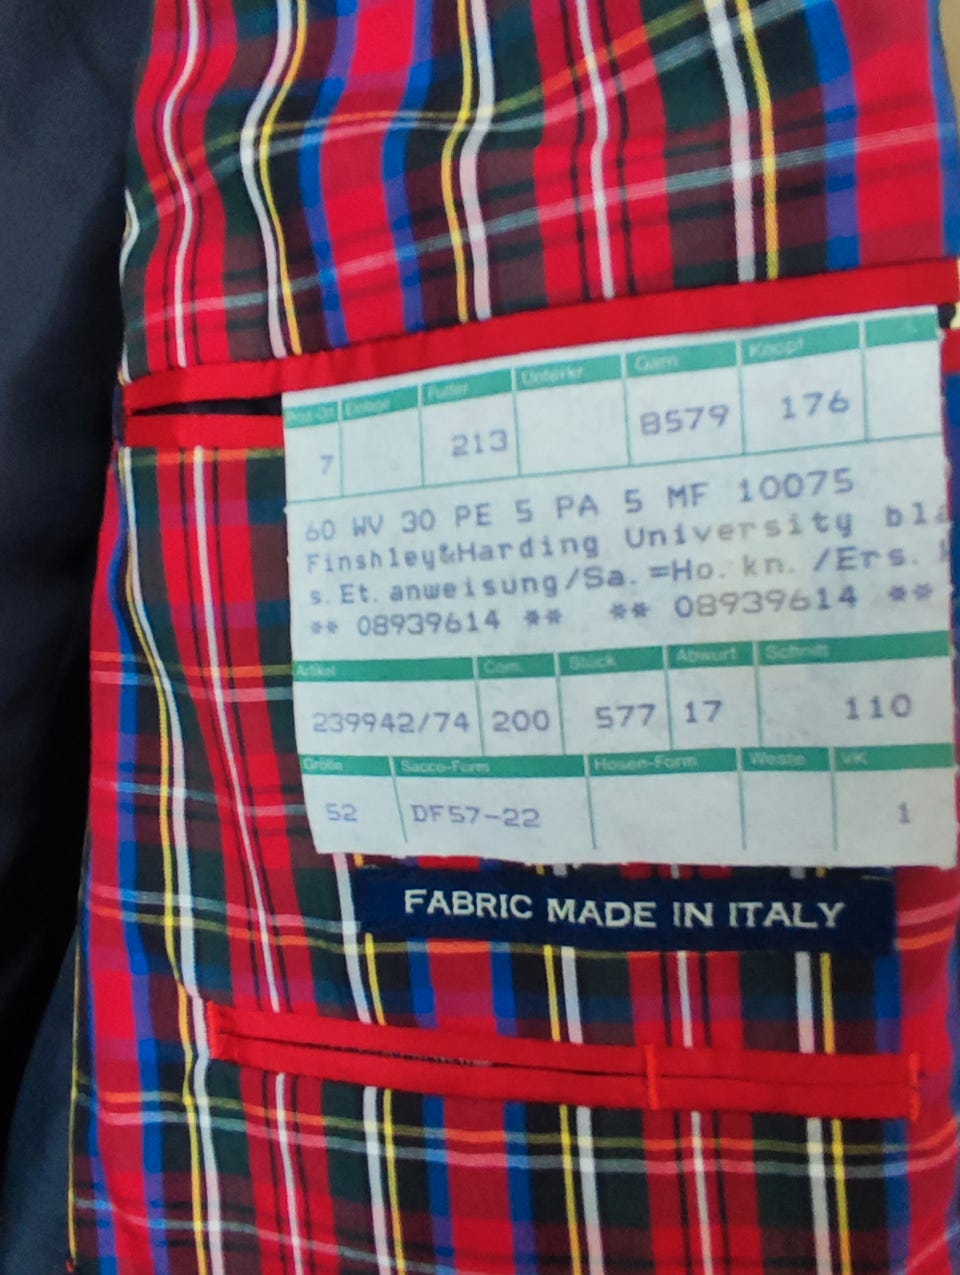 Einlage Futter Unterkr Garn Knopf
7 213 8579 176
60 WV 30 PE 5 PA 5 MF 10075
Finshley&Harding University
s. Et. anweisung/Sa. =Ho. kn. /Ers.
** 08939614 ** ** 08939614 **
Artikel Com. Stück Abwurf Schnitt
239942/74 200 577 17 110
Größe Sacco-Form Hosen-Form Weste VK
52 DF57-22 1
FABRIC MADE IN ITALY